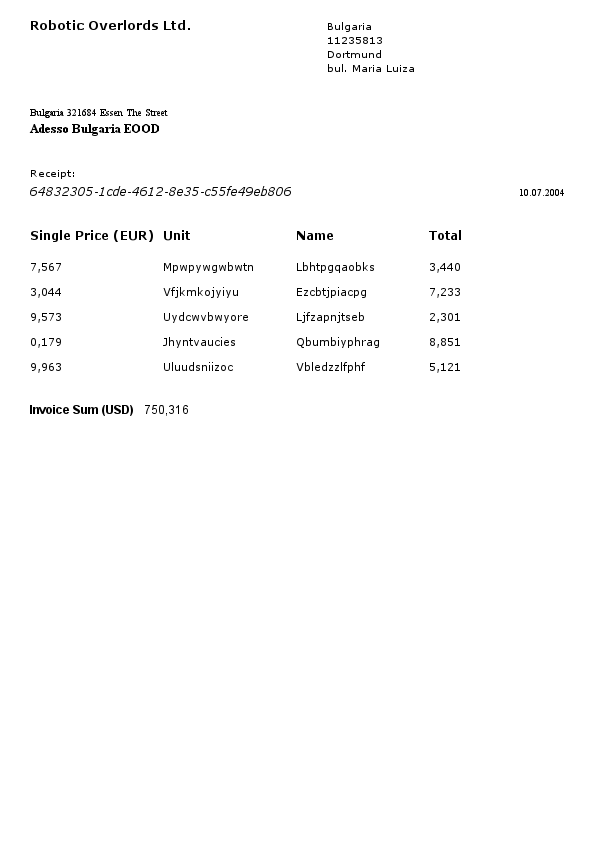 Robotic Overlords Ltd.
Bulgaria
11235813
Dortmund
bul. Maria Luiza
Bulgaria 321684 Essen The Street
Adesso Bulgaria EOOD
Receipt:
64832305-1cde-4612-8e35-c55fe49eb806 10.07.2004
Single Price (EUR) Unit Name Total
7,567 Mpwpywgwbwtn Lbhtpgqaobks 3,440
3,044 Vfjkmkojyiyu Ezcbtjpiacpg 7,233
9,573 Uydcwvbwyore Ljfzapnjtseb 2,301
0,179 Jhyntvaucies Qbumbiyphrag 8,851
9,963 Uluudsniizoc Vbledzzlfphf 5,121
Invoice Sum (USD) 750,316